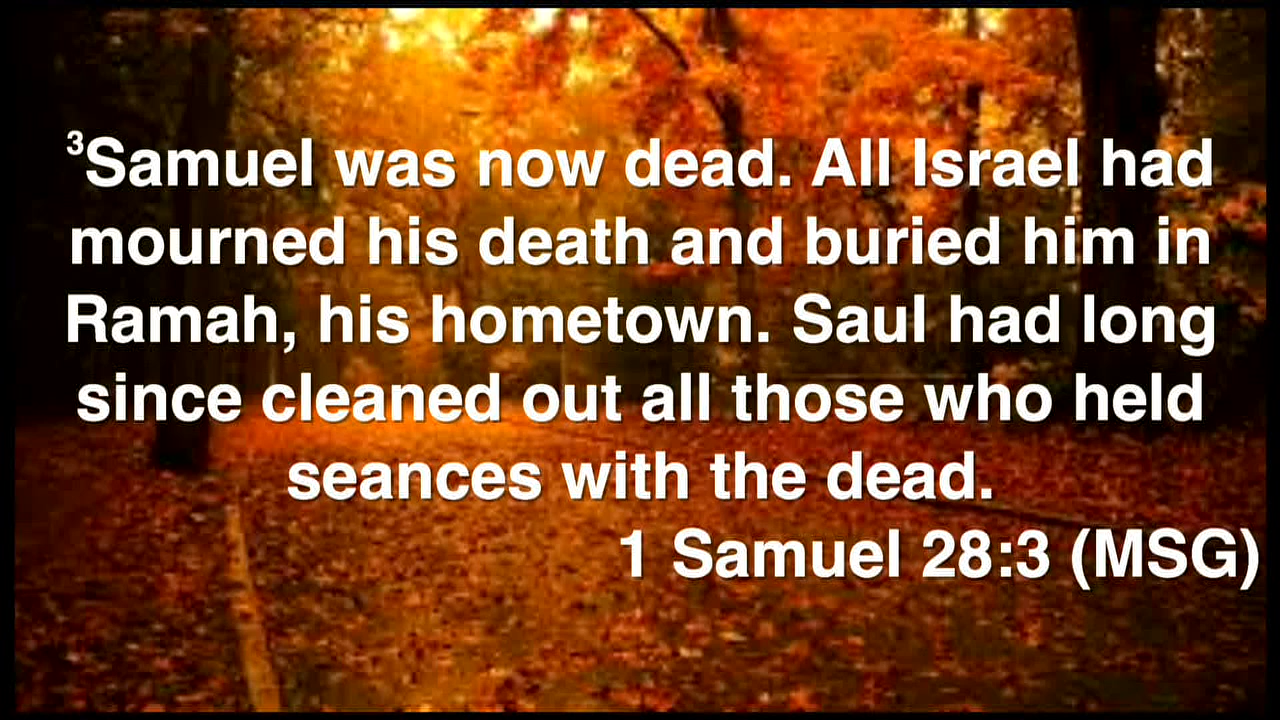 ³Samuel was now dead. All Israel had
mourned his death and buried him in
Ramah, his hometown. Saul had long
since cleaned out all those who held
seances with the dead.
1 Samuel 28:3 (MSG)